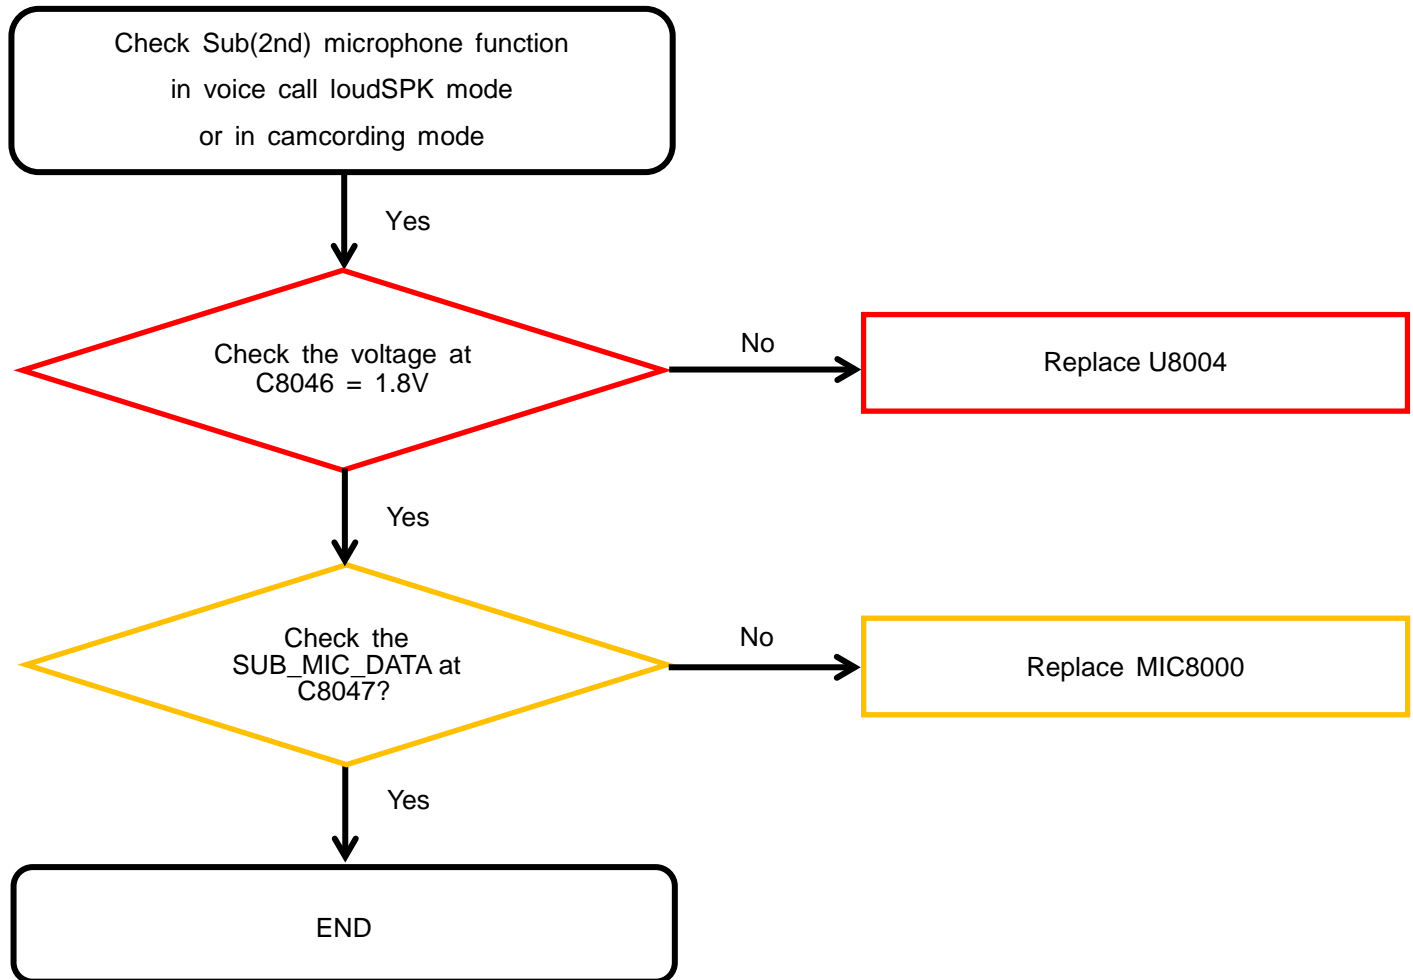 Check Sub(2nd) microphone function
in voice call loudSPK mode
or in camcording mode
Yes
Check the voltage at
C8046 = 1.8V
No
Replace U8004
Yes
Check the
SUB_MIC_DATA at
C8047?
No
Replace MIC8000
Yes
END